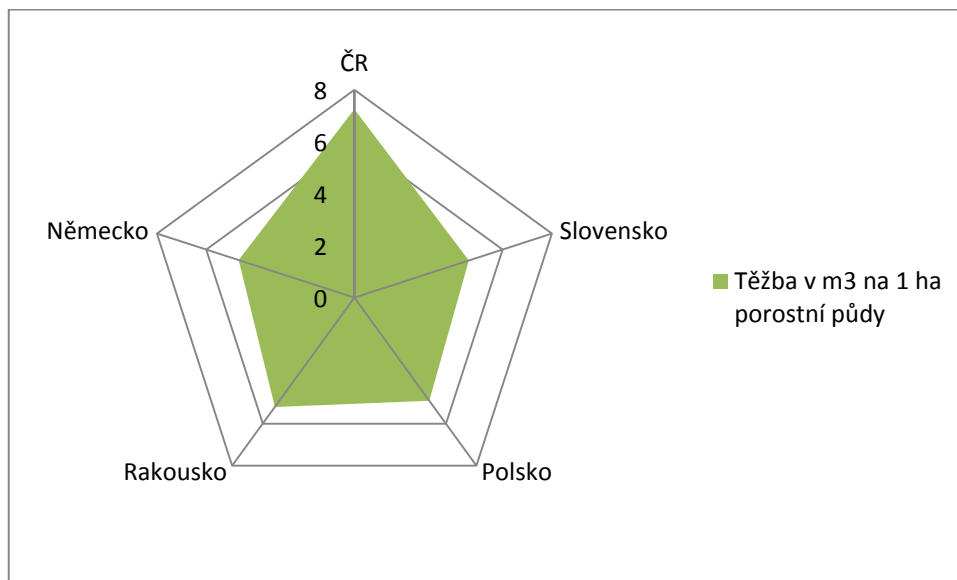 ČR
8
6
4
2
0
Německo
Slovensko
Rakousko
Polsko
Těžba v m3 na 1 ha
porostní půdy